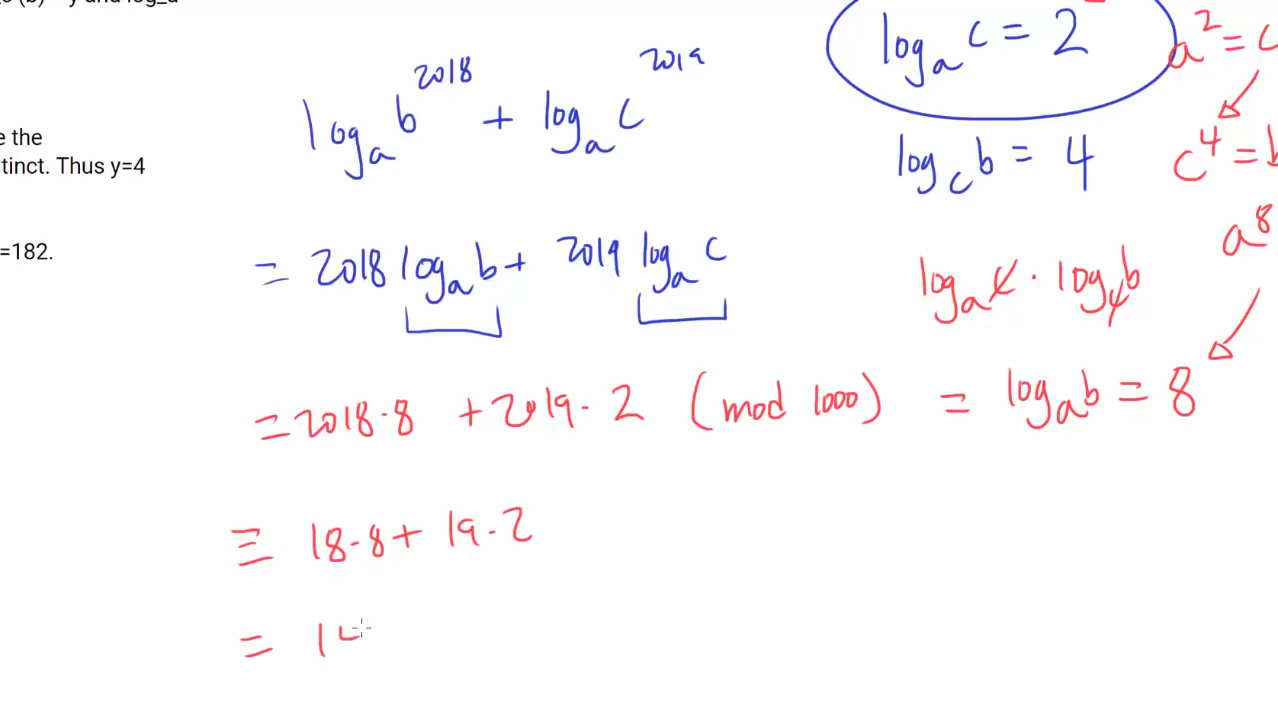 log_a c = 2
a^2 = c
log_a b^2018 + log_a c^2019
e the
tinct. Thus y=4
log_c b = 4
c^4 = b
=182.
= 2018 log_a b + 2019 log_a c
a^8
log_a c · log_c b
= 2018·8 + 2019·2 (mod 1000)
= log_a b = 8
≡ 18·8 + 19·2
= 14